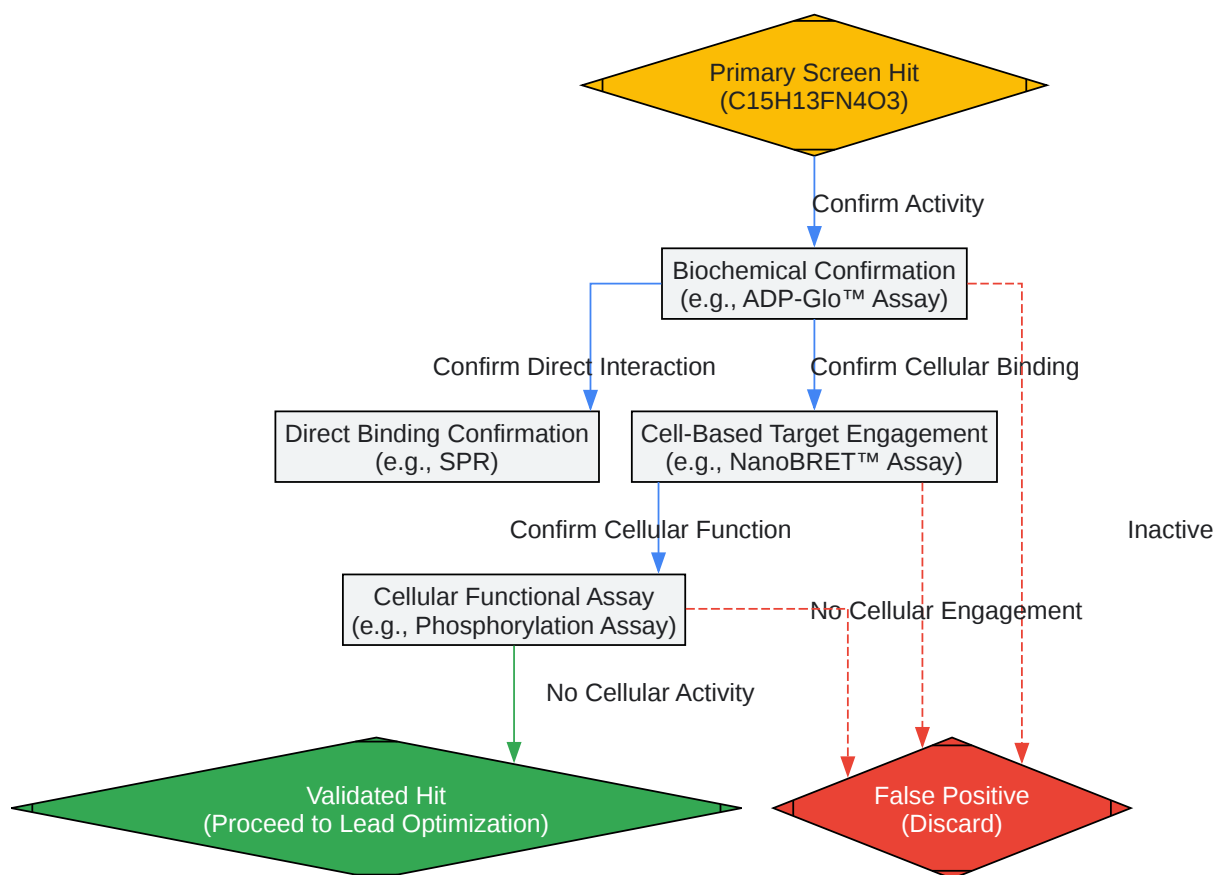 Primary Screen Hit
(C15H13FN4O3)
Confirm Activity
Biochemical Confirmation
(e.g., ADP-Glo™ Assay)
Confirm Direct Interaction
Confirm Cellular Binding
Direct Binding Confirmation
(e.g., SPR)
Cell-Based Target Engagement
(e.g., NanoBRET™ Assay)
Confirm Cellular Function
Inactive
Cellular Functional Assay
(e.g., Phosphorylation Assay)
No Cellular Engagement
No Cellular Activity
Validated Hit
(Proceed to Lead Optimization)
False Positive
(Discard)